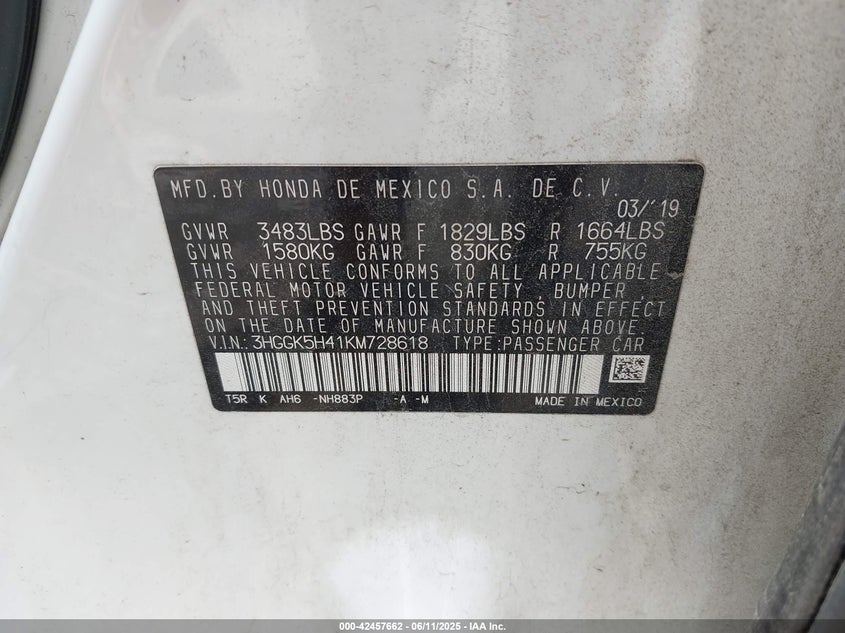 MFD.BY HONDA DE MEXICO S.A. DE C.V.
03/'19
GVWR 3483LBS GAWR F 1829LBS R 1664LBS
GVWR 1580KG GAWR F 830KG R 755KG
THIS VEHICLE CONFORMS TO ALL APPLICABLE
FEDERAL MOTOR VEHICLE SAFETY , BUMPER ,
AND THEFT PREVENTION STANDARDS IN EFFECT
ON THE DATE OF MANUFACTURE SHOWN ABOVE.
V.I.N.: 3HGGK5H41KM728618 TYPE:PASSENGER CAR
T5R K AH6 -NH883P -A -M MADE IN MEXICO
000-42457662 - 06/11/2025 - IAA Inc.